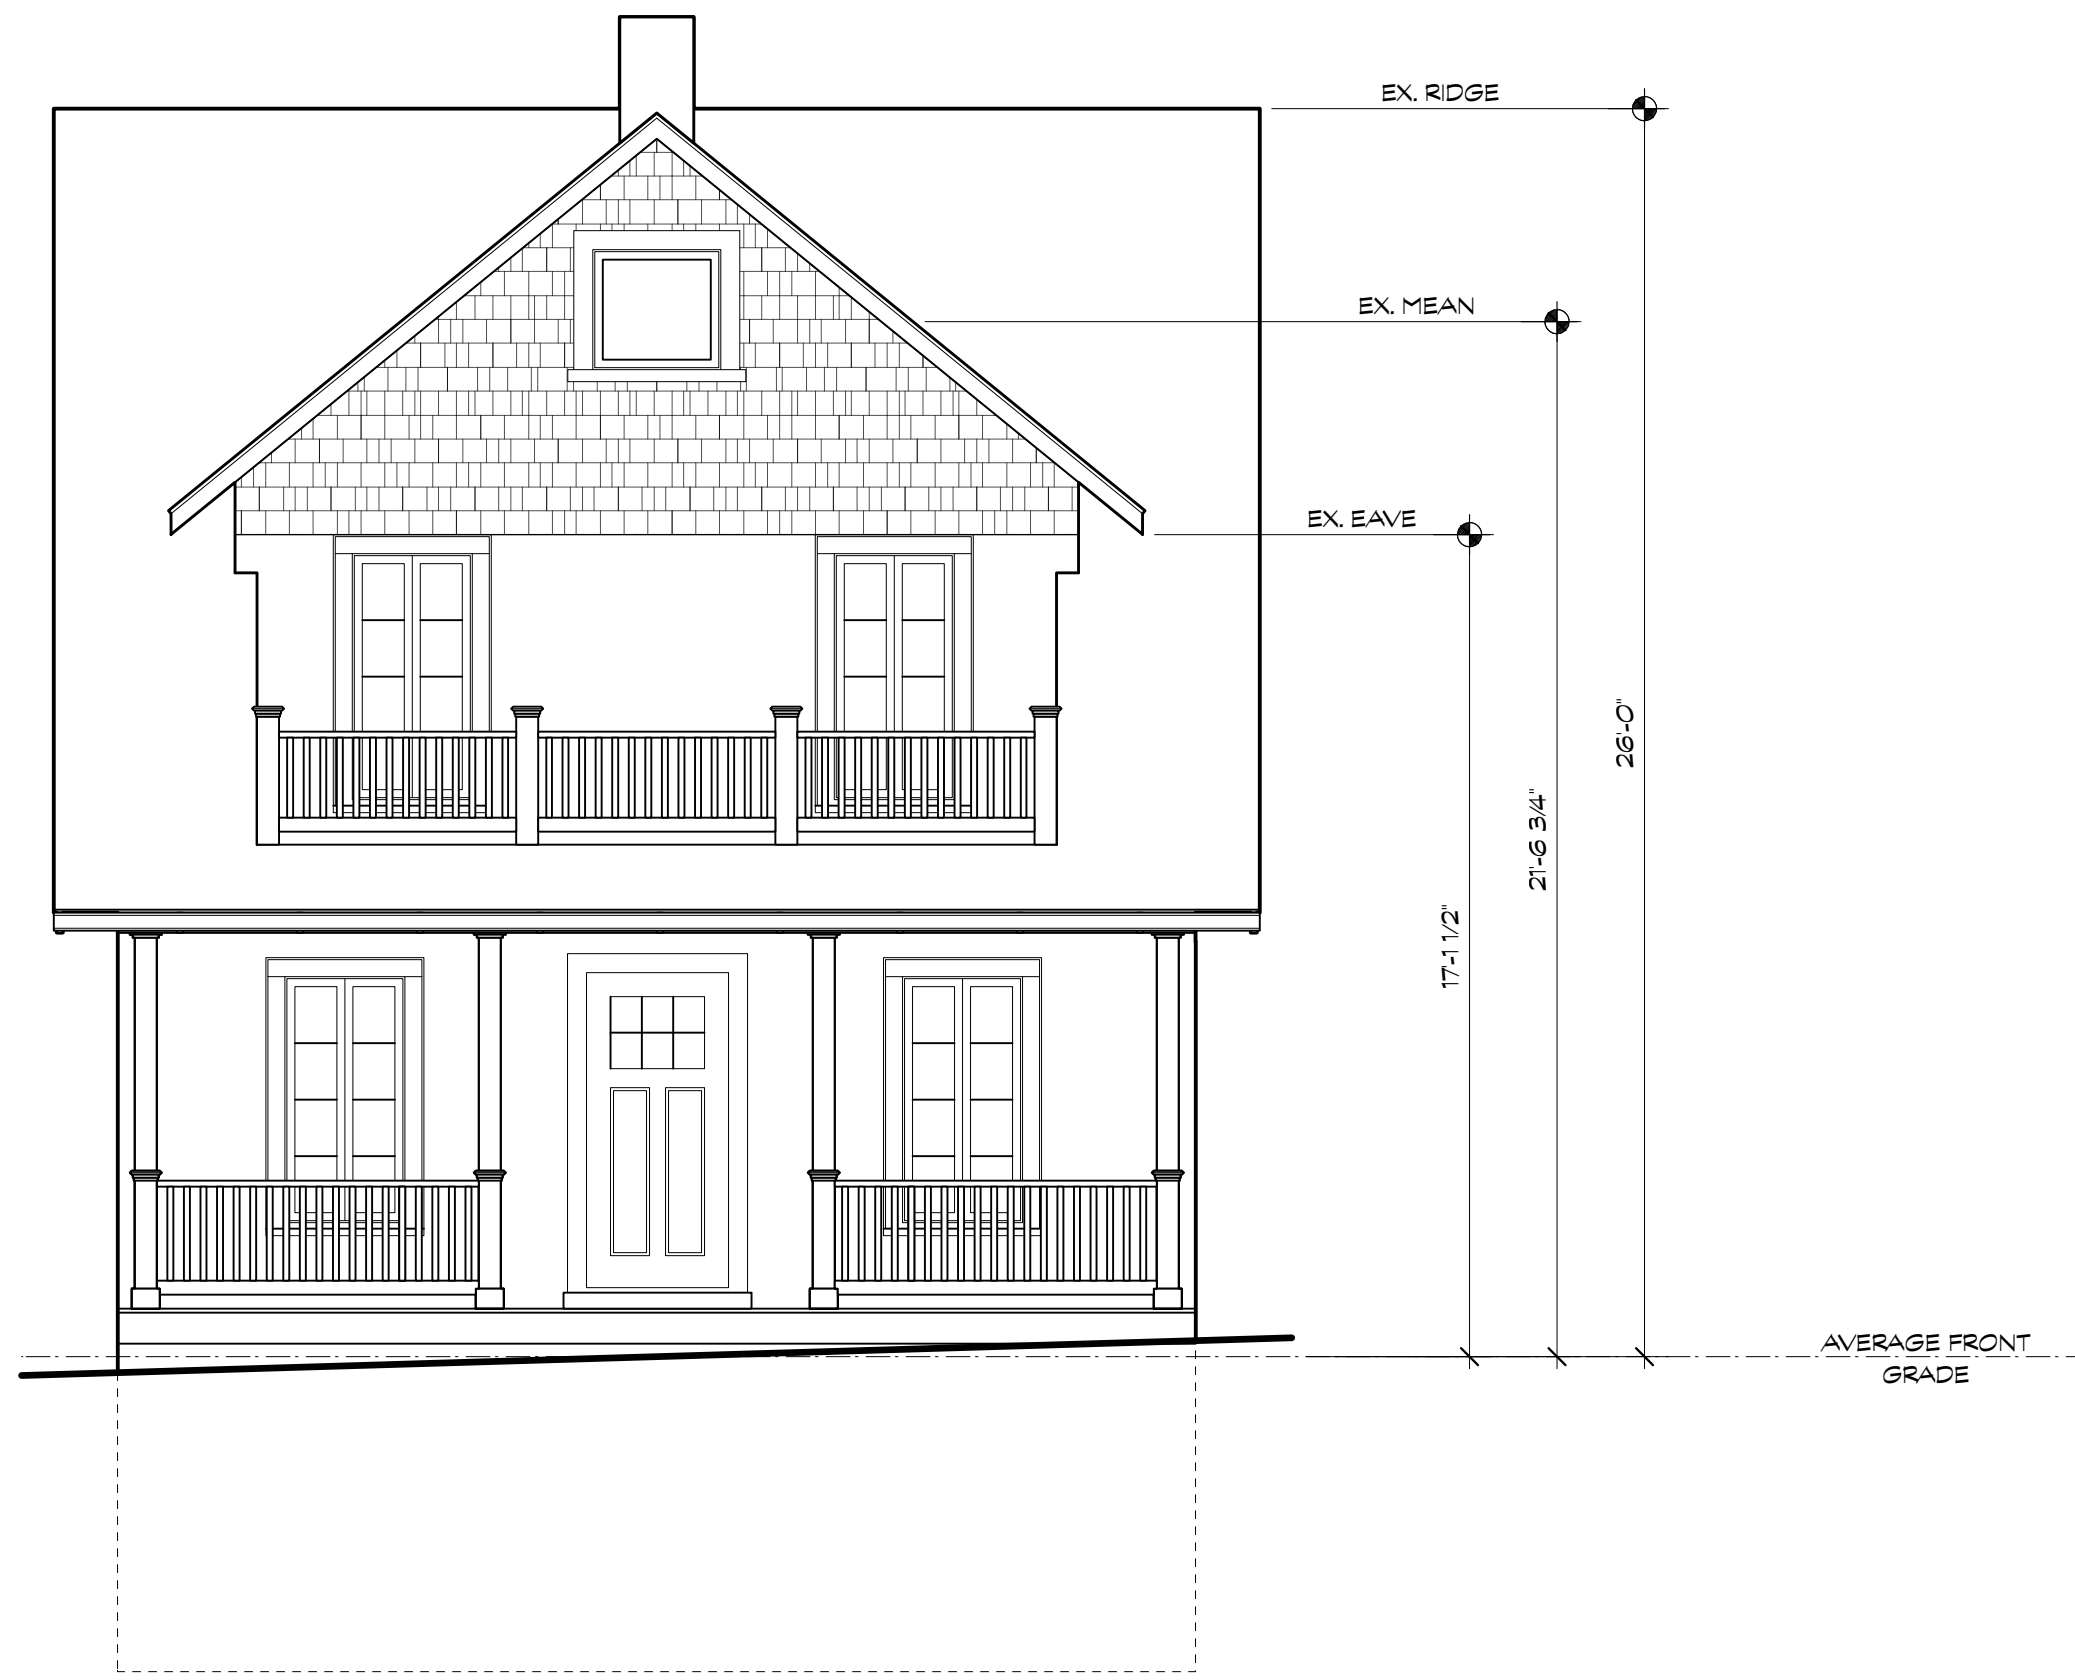 EX. RIDGE
EX. MEAN
EX. EAVE
26'-0"
21'-6 3/4"
17'-1 1/2"
AVERAGE FRONT
GRADE